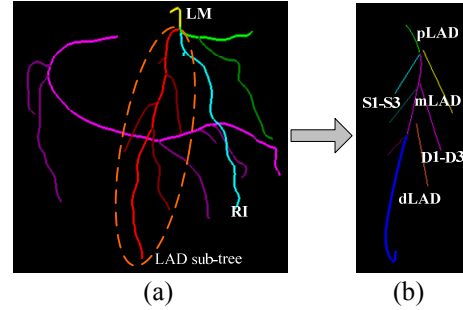 LM
RI
LAD sub-tree
(a)
pLAD
S1-S3
mLAD
D1-D3
dLAD
(b)